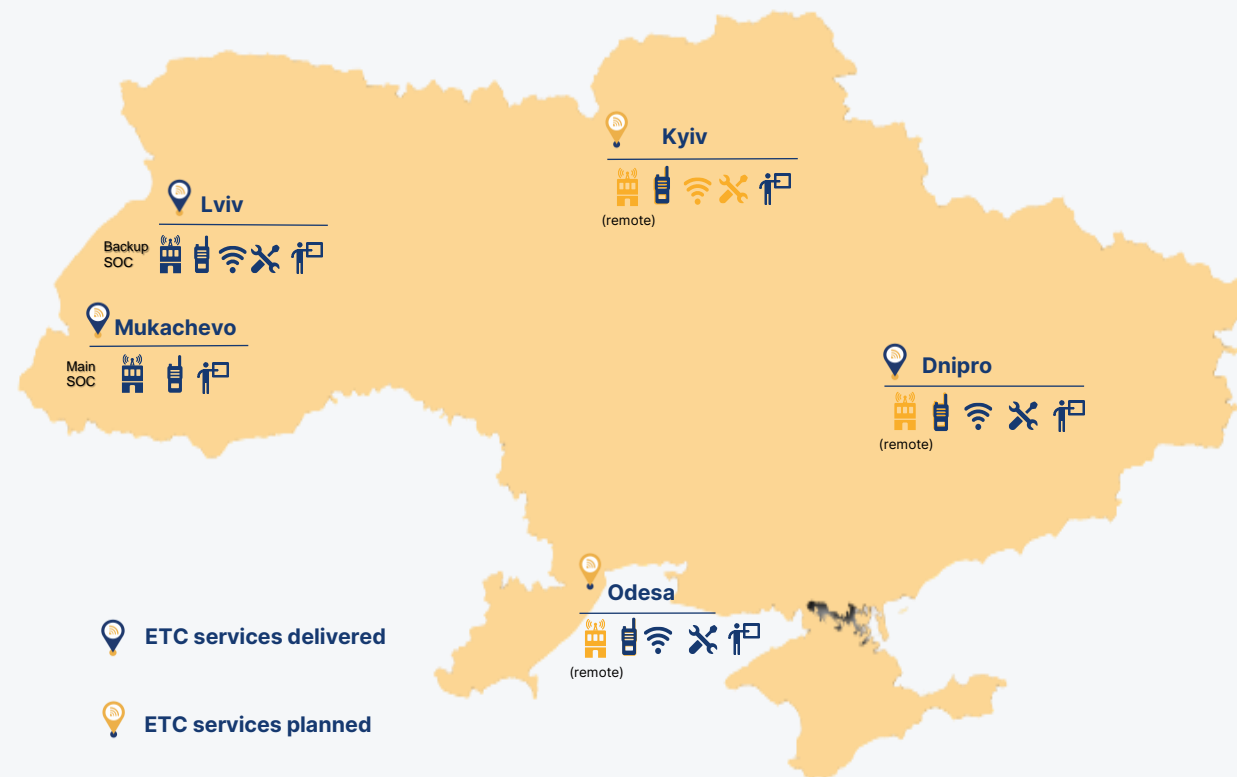 Kyiv
(remote)
Lviv
Backup
SOC
Mukachevo
Main
SOC
Dnipro
(remote)
Odesa
(remote)
ETC services delivered
ETC services planned